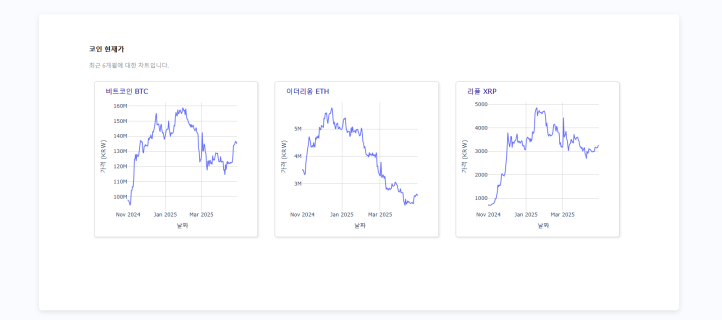 코인 현재가
최근 6개월에 대한 차트입니다.
비트코인 BTC
160M
150M
140M
130M
120M
110M
100M
가격 (KRW)
Nov 2024
Jan 2025
Mar 2025
날짜
이더리움 ETH
5M
4M
3M
가격 (KRW)
Nov 2024
Jan 2025
Mar 2025
날짜
리플 XRP
5000
4000
3000
2000
1000
가격 (KRW)
Nov 2024
Jan 2025
Mar 2025
날짜